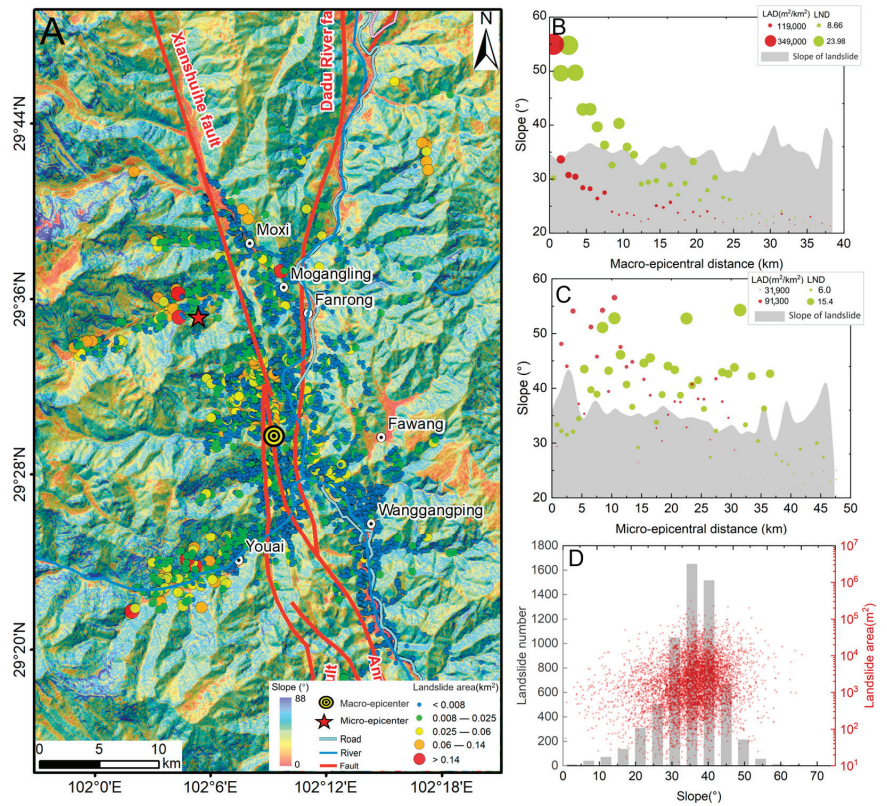 A
N
Xianshuihe fault
Dadu River fa
Moxi
Mogangling
Fanrong
Fawang
Wanggangping
Youai
ult
Ann
29°44'N
29°36'N
29°28'N
29°20'N
102°0'E
102°6'E
102°12'E
102°18'E
0 5 10
km
Slope (°)
88
0
Macro-epicenter
Micro-epicenter
Road
River
Fault
Landslide area(km²)
< 0.008
0.008 — 0.025
0.025 — 0.06
0.06 — 0.14
> 0.14
B
LAD(m²/km²) LND
119,000 8.66
349,000 23.98
Slope of landslide
Slope (°)
60
50
40
30
20
0 5 10 15 20 25 30 35 40
Macro-epicentral distance (km)
C
LAD(m²/km²) LND
31,900 6.0
91,300 15.4
Slope of landslide
Slope (°)
60
50
40
30
20
0 5 10 15 20 25 30 35 40 45 50
Micro-epicentral distance (km)
D
Landslide number
1800
1600
1400
1200
1000
800
600
400
200
0
Landslide area(m²)
10⁷
10⁶
10⁵
10⁴
10³
10²
10¹
0 10 20 30 40 50 60 70
Slope(°)